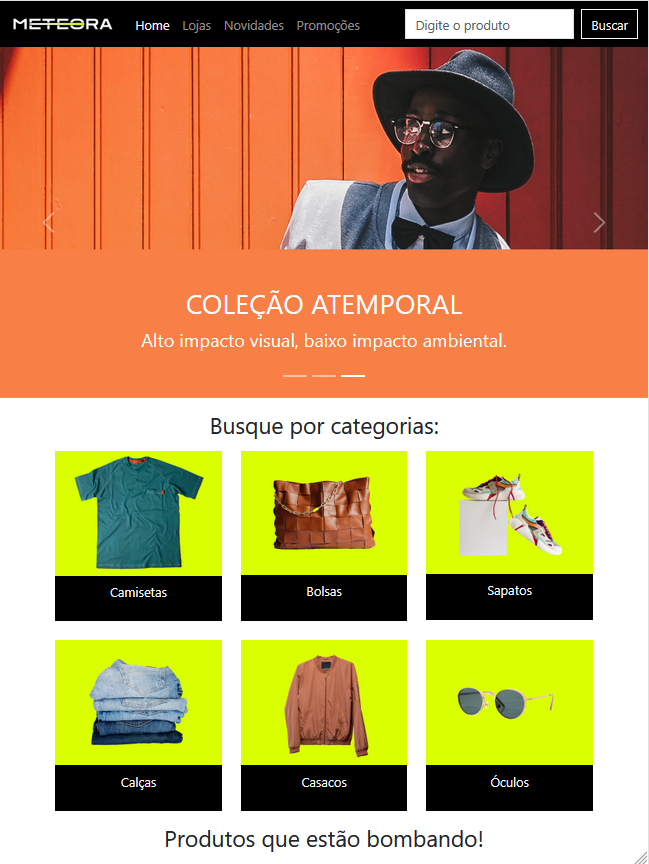 METEORA
Home Lojas Novidades Promoções
Digite o produto
Buscar
COLEÇÃO ATEMPORAL
Alto impacto visual, baixo impacto ambiental.
Busque por categorias:
Camisetas Bolsas Sapatos
Calças Casacos Óculos
Produtos que estão bombando!